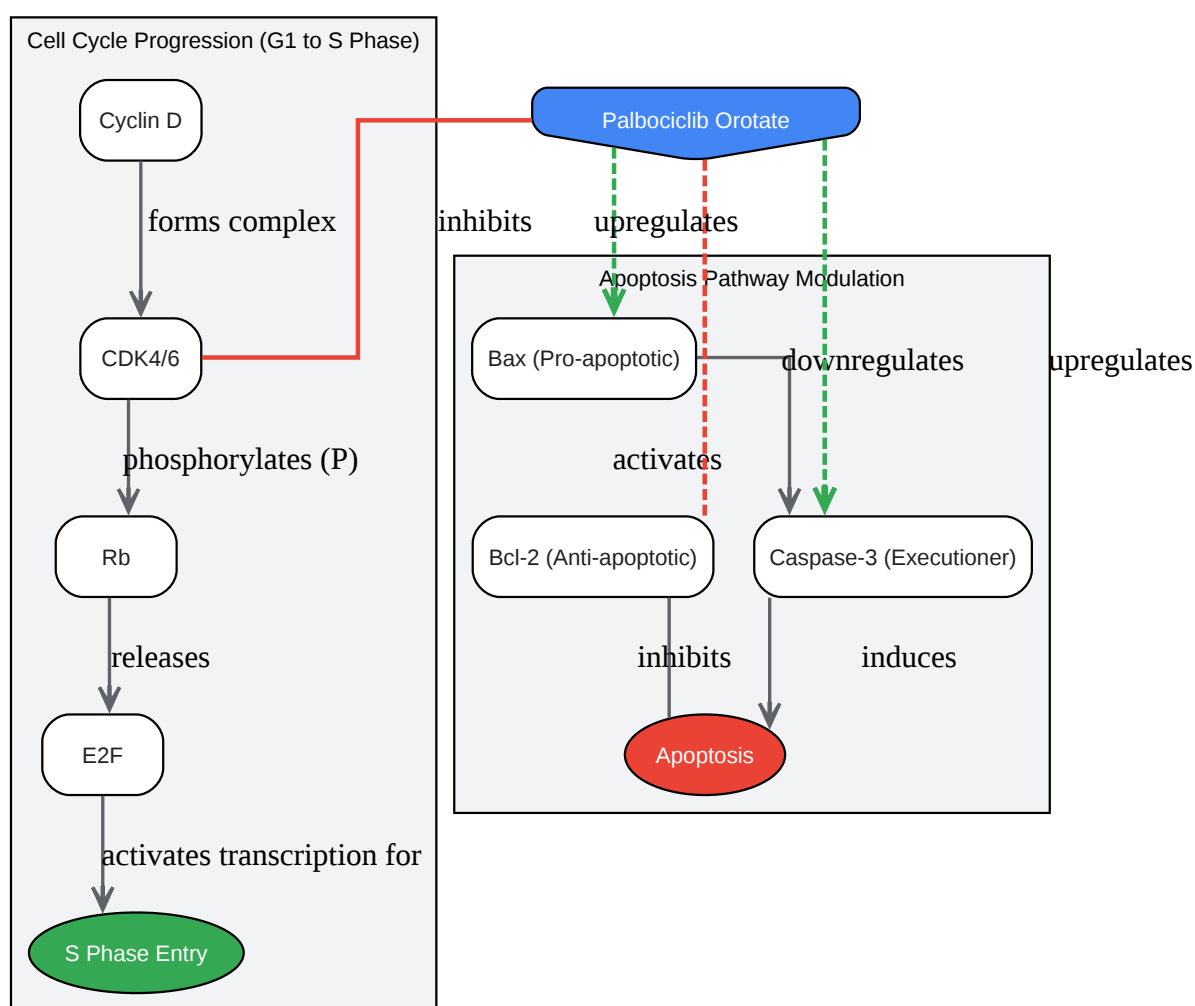 Cell Cycle Progression (G1 to S Phase)
Cyclin D
Palbociclib Orotate
forms complex
inhibits
upregulates
Apoptosis Pathway Modulation
CDK4/6
Bax (Pro-apoptotic)
downregulates
upregulates
phosphorylates (P)
activates
Rb
Bcl-2 (Anti-apoptotic)
Caspase-3 (Executioner)
releases
inhibits
induces
E2F
Apoptosis
activates transcription for
S Phase Entry